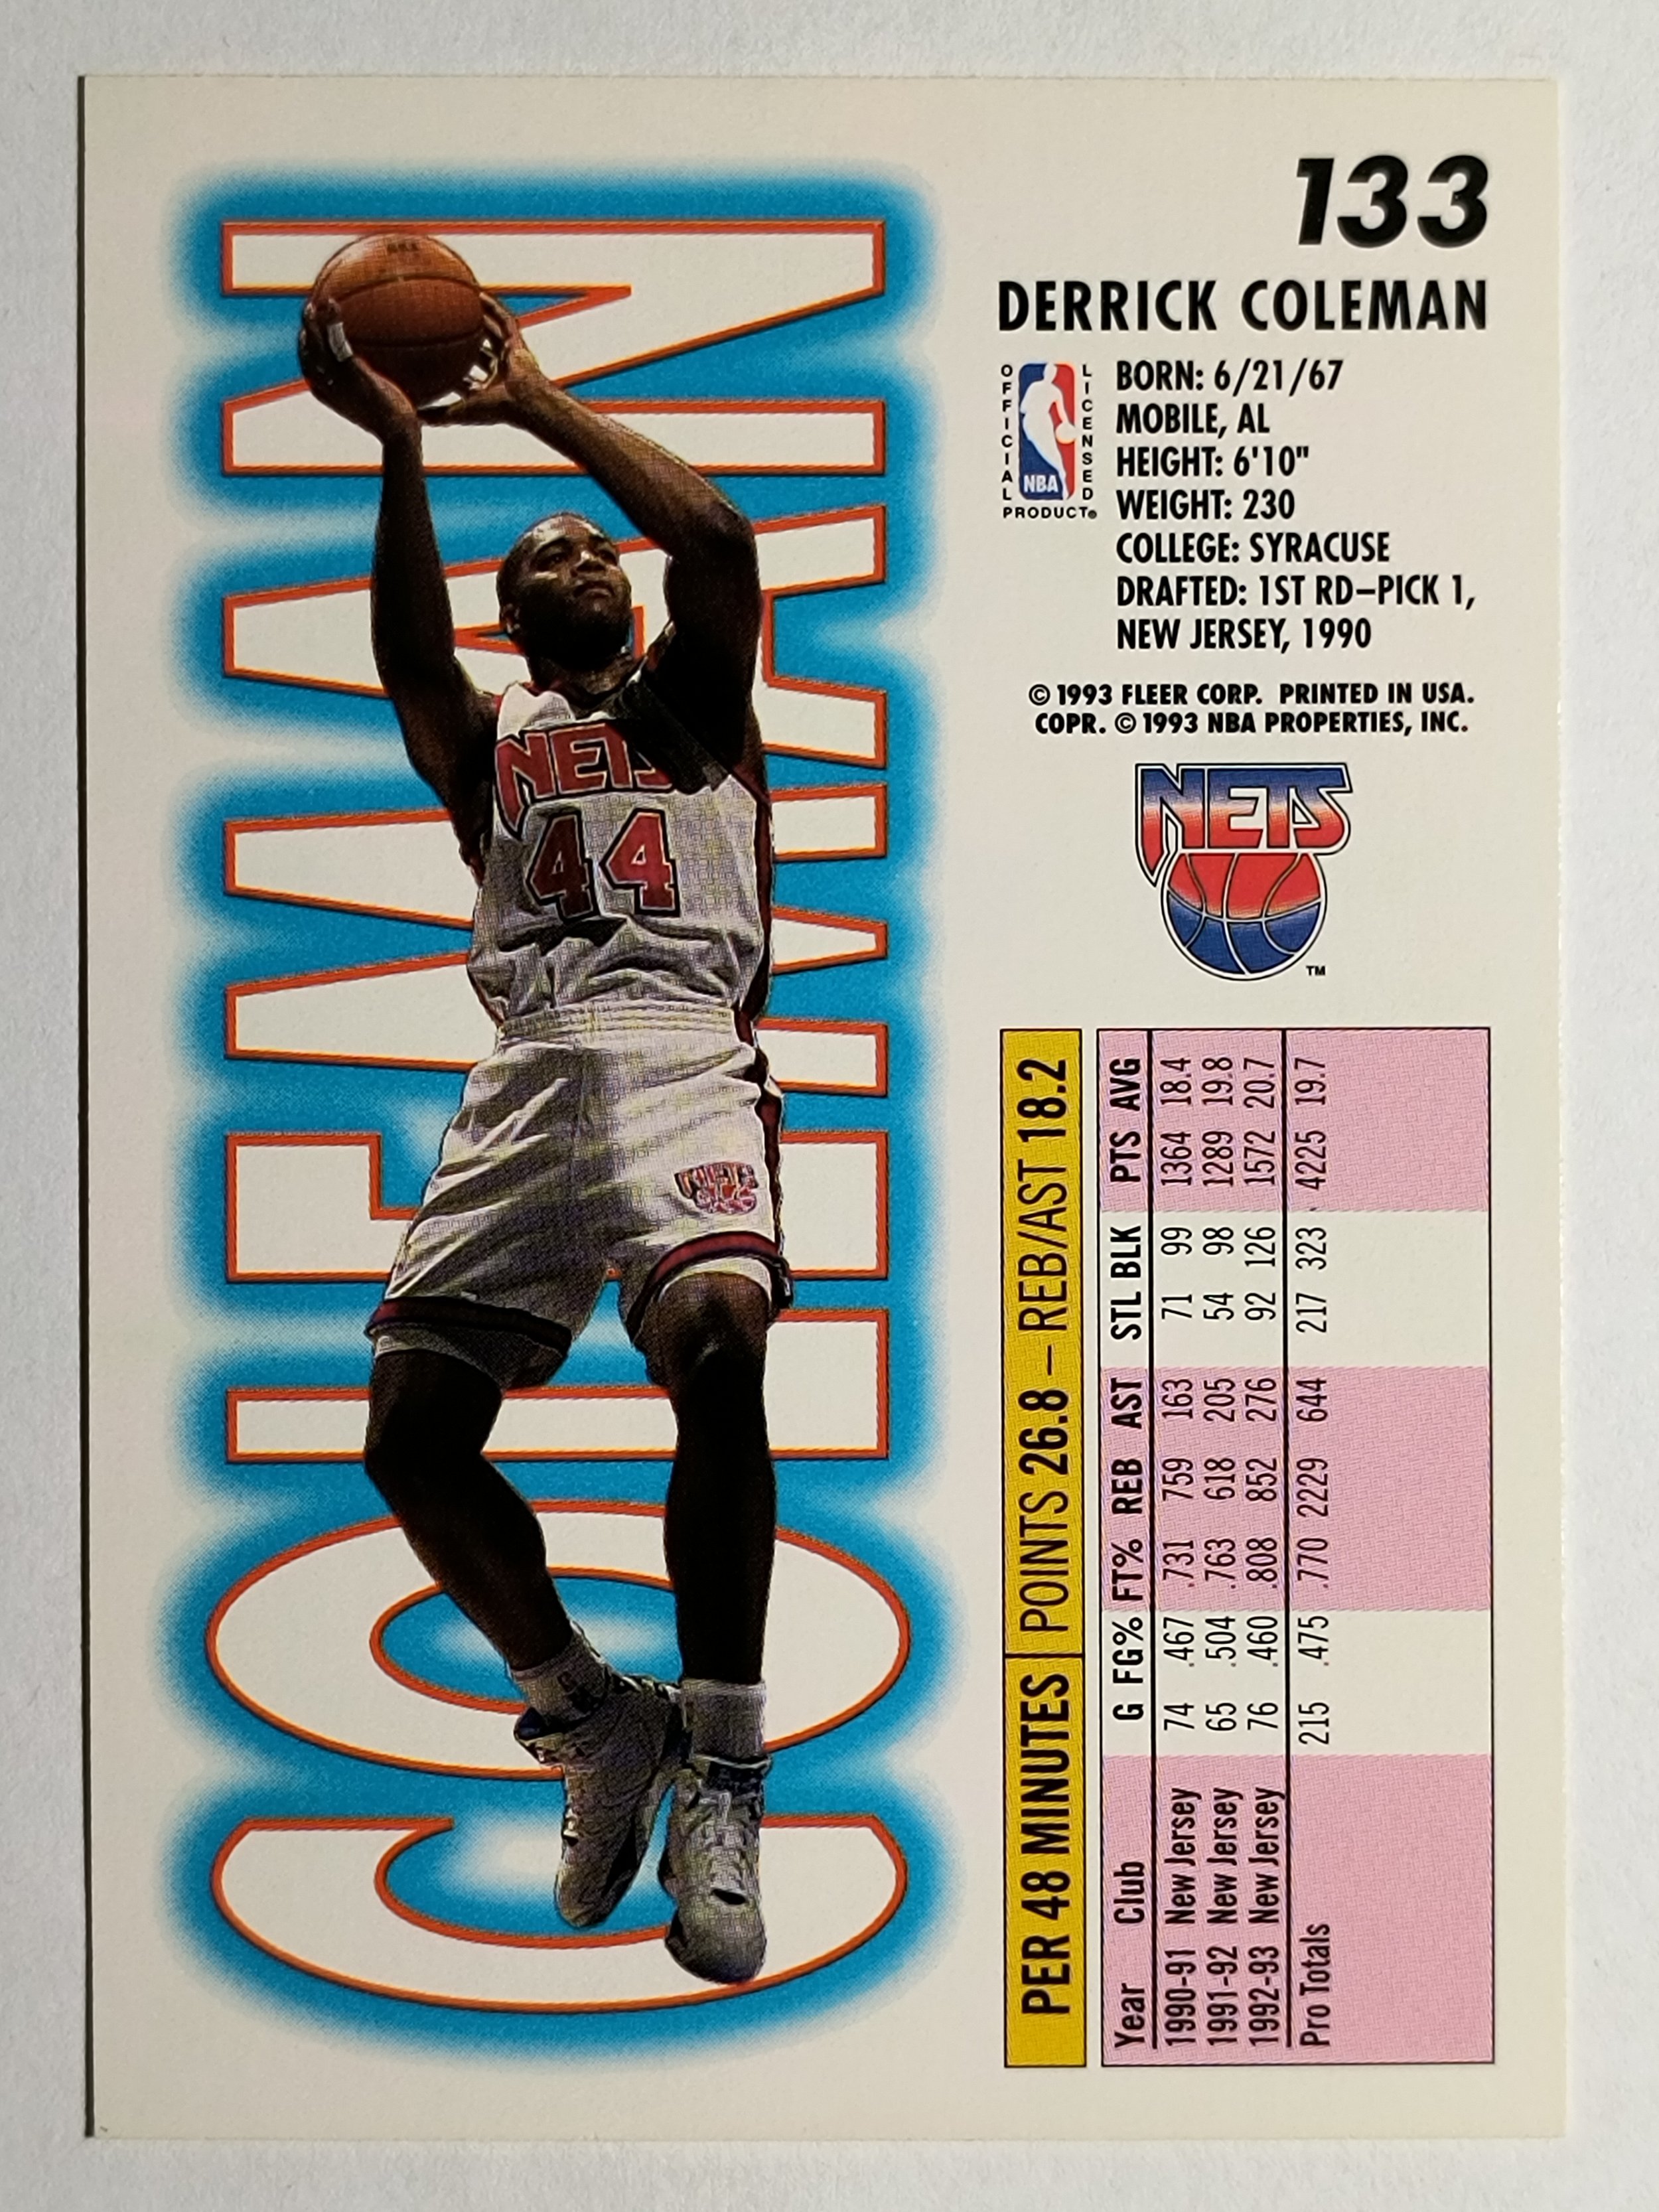 133
DERRICK COLEMAN
OFFICIAL LICENSED
NBA
PRODUCT®
BORN: 6/21/67
MOBILE, AL
HEIGHT: 6'10"
WEIGHT: 230
COLLEGE: SYRACUSE
DRAFTED: 1ST RD–PICK 1,
NEW JERSEY, 1990
© 1993 FLEER CORP. PRINTED IN USA.
COPR. © 1993 NBA PROPERTIES, INC.
NETS
TM
COLEMAN
NETS
44
NETS
PER 48 MINUTES POINTS 26.8 – REB/AST 18.2
Year Club G FG% FT% REB AST STL BLK PTS AVG
1990-91 New Jersey 74 .467 .731 759 163 71 99 1364 18.4
1991-92 New Jersey 65 .504 .763 618 205 54 98 1289 19.8
1992-93 New Jersey 76 .460 .808 852 276 92 126 1572 20.7
Pro Totals 215 .475 .770 2229 644 217 323 4225 19.7